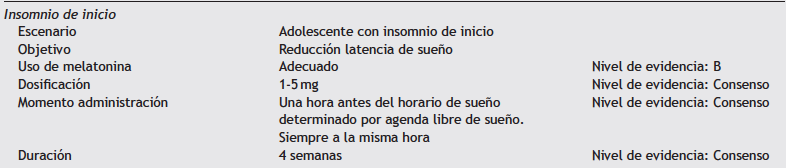 Insomnio de inicio
Escenario Adolescente con insomnio de inicio
Objetivo Reducción latencia de sueño
Uso de melatonina Adecuado Nivel de evidencia: B
Dosificación 1-5 mg Nivel de evidencia: Consenso
Momento administración Una hora antes del horario de sueño Nivel de evidencia: Consenso
determinado por agenda libre de sueño.
Siempre a la misma hora
Duración 4 semanas Nivel de evidencia: Consenso